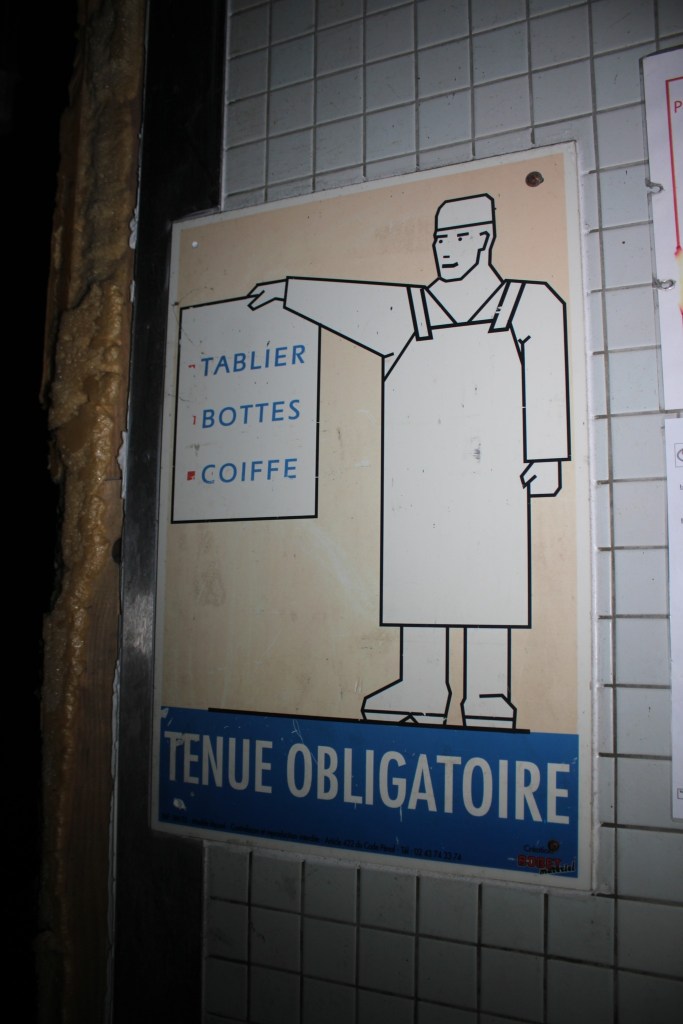 TABLIER
BOTTES
COIFFE
TENUE OBLIGATOIRE
P